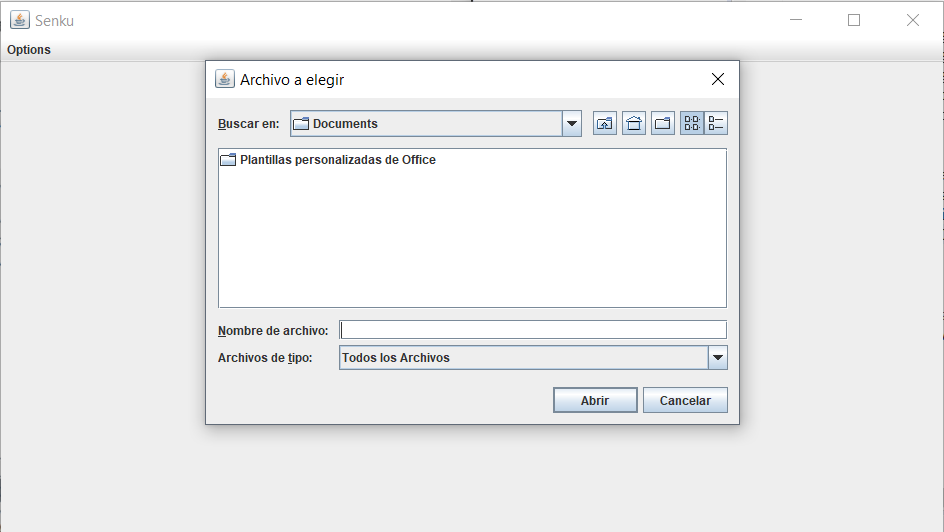 Senku
Options
Archivo a elegir
Buscar en: Documents
Plantillas personalizadas de Office
Nombre de archivo:
Archivos de tipo: Todos los Archivos
Abrir Cancelar